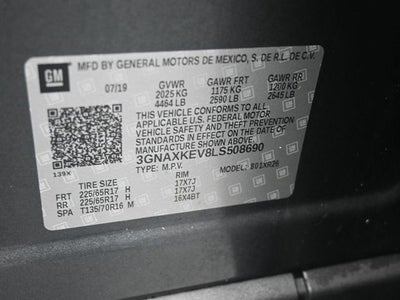 GM MFD BY GENERAL MOTORS DE MEXICO, S. DE R.L. DE C.V.
07/19 GVWR GAWR FRT GAWR RR
2025 KG 1175 KG 1200 KG
4464 LB 2590 LB 2645 LB
THIS VEHICLE CONFORMS TO ALL
APPLICABLE U.S. FEDERAL MOTOR
VEHICLE SAFETY AND THEFT PREVENTION
STANDARDS IN EFFECT ON THE DATE OF
MANUFACTURE SHOWN ABOVE.
3GNAXKEV8LS508690
139X TYPE: M.P.V. MODEL: 801XR26
TIRE SIZE RIM
FRT 225/65R17 H 17X7J
RR 225/65R17 H 17X7J
SPA T135/70R16 M 16X4BT